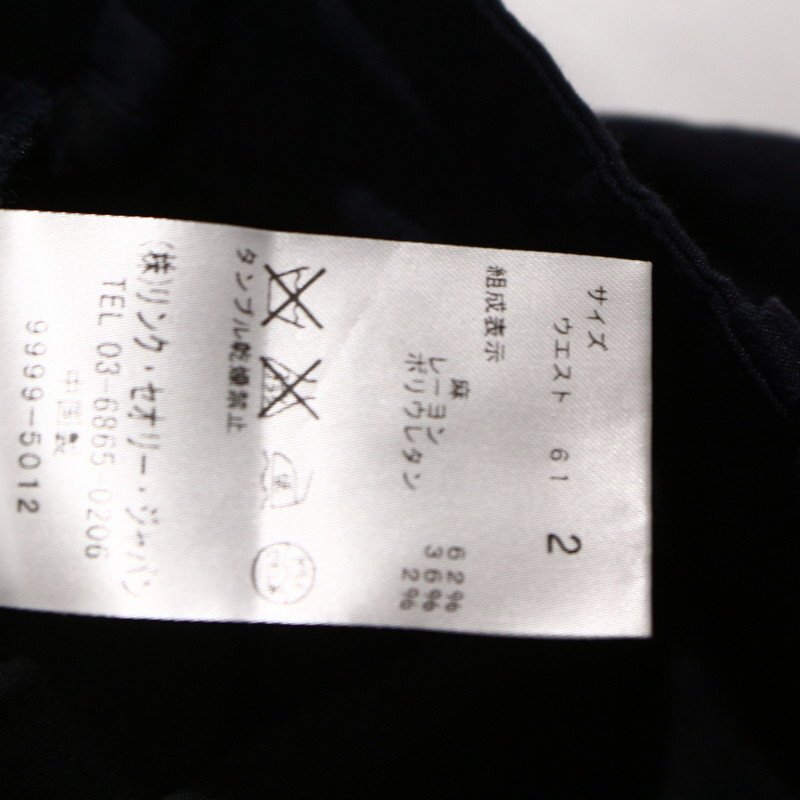 サイズ 2
ウエスト 61
組成表示
麻 62%
レーヨン 36%
ポリウレタン 2%
タンブル乾燥禁止
(株)リンク・セオリー・ジャパン
TEL 03-6865 0206
中国製
9999-5012